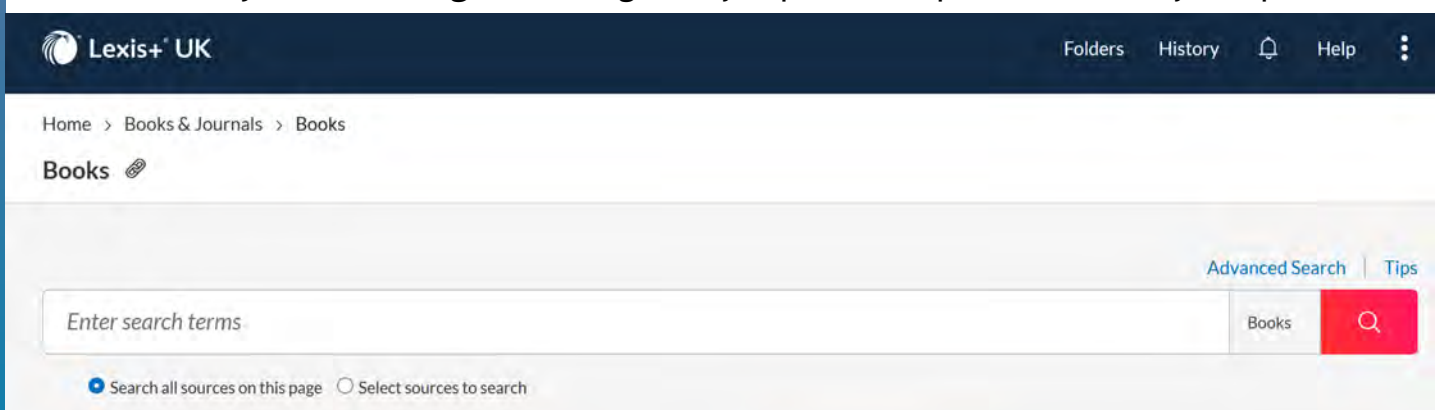 Lexis+® UK Folders History Help
Home > Books & Journals > Books
Books
Advanced Search | Tips
Enter search terms Books
Search all sources on this page Select sources to search